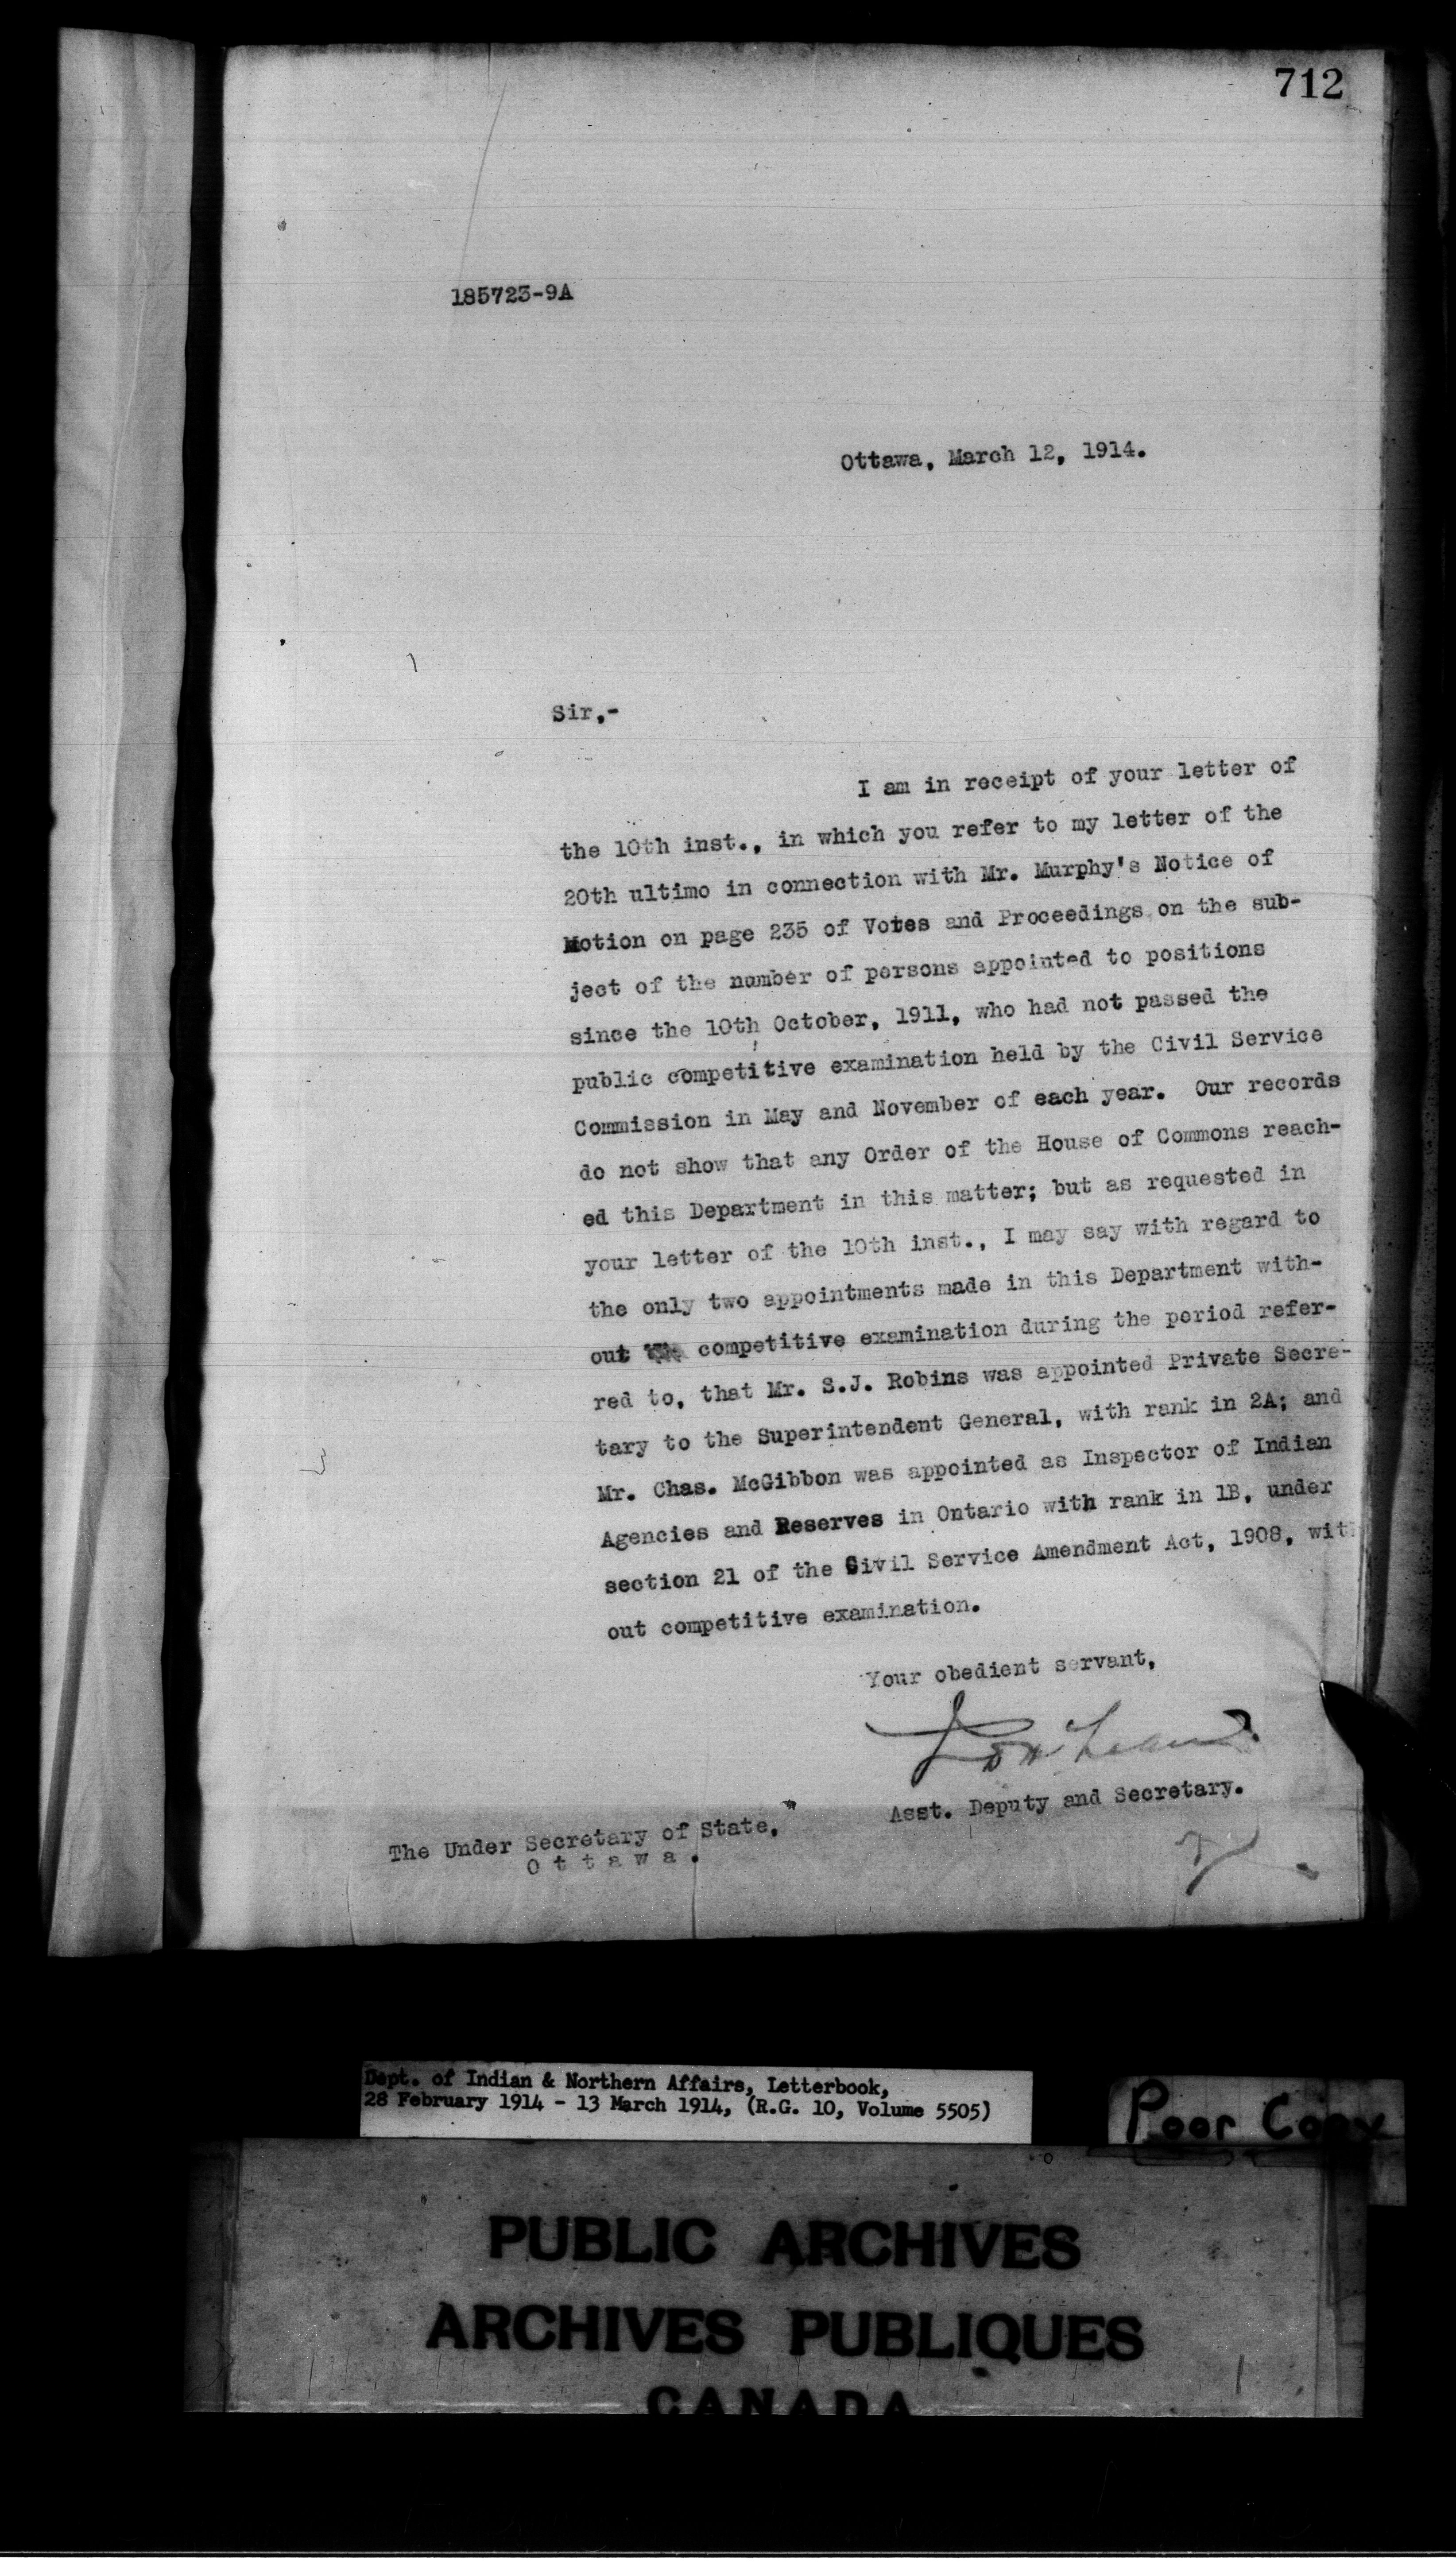 712
185723-9A
Ottawa, March 12, 1914.
Sir,-
I am in receipt of your letter of
the 10th inst., in which you refer to my letter of the
20th ultimo in connection with Mr. Murphy's Notice of
Motion on page 235 of Votes and Proceedings on the sub-
ject of the number of persons appointed to positions
since the 10th October, 1911, who had not passed the
public competitive examination held by the Civil Service
Commission in May and November of each year. Our records
do not show that any Order of the House of Commons reach-
ed this Department in this matter; but as requested in
your letter of the 10th inst., I may say with regard to
the only two appointments made in this Department with-
out competitive examination during the period refer-
red to, that Mr. S.J. Robins was appointed Private Secre-
tary to the Superintendent General, with rank in 2A; and
Mr. Chas. McGibbon was appointed as Inspector of Indian
Agencies and Reserves in Ontario with rank in 1B, under
section 21 of the Civil Service Amendment Act, 1908, with
out competitive examination.
Your obedient servant,
Asst. Deputy and Secretary.
The Under Secretary of State,
Ottawa.
Dept. of Indian & Northern Affairs, Letterbook,
28 February 1914 - 13 March 1914, (R.G. 10, Volume 5505)
Poor Copy
PUBLIC ARCHIVES
ARCHIVES PUBLIQUES
CANADA